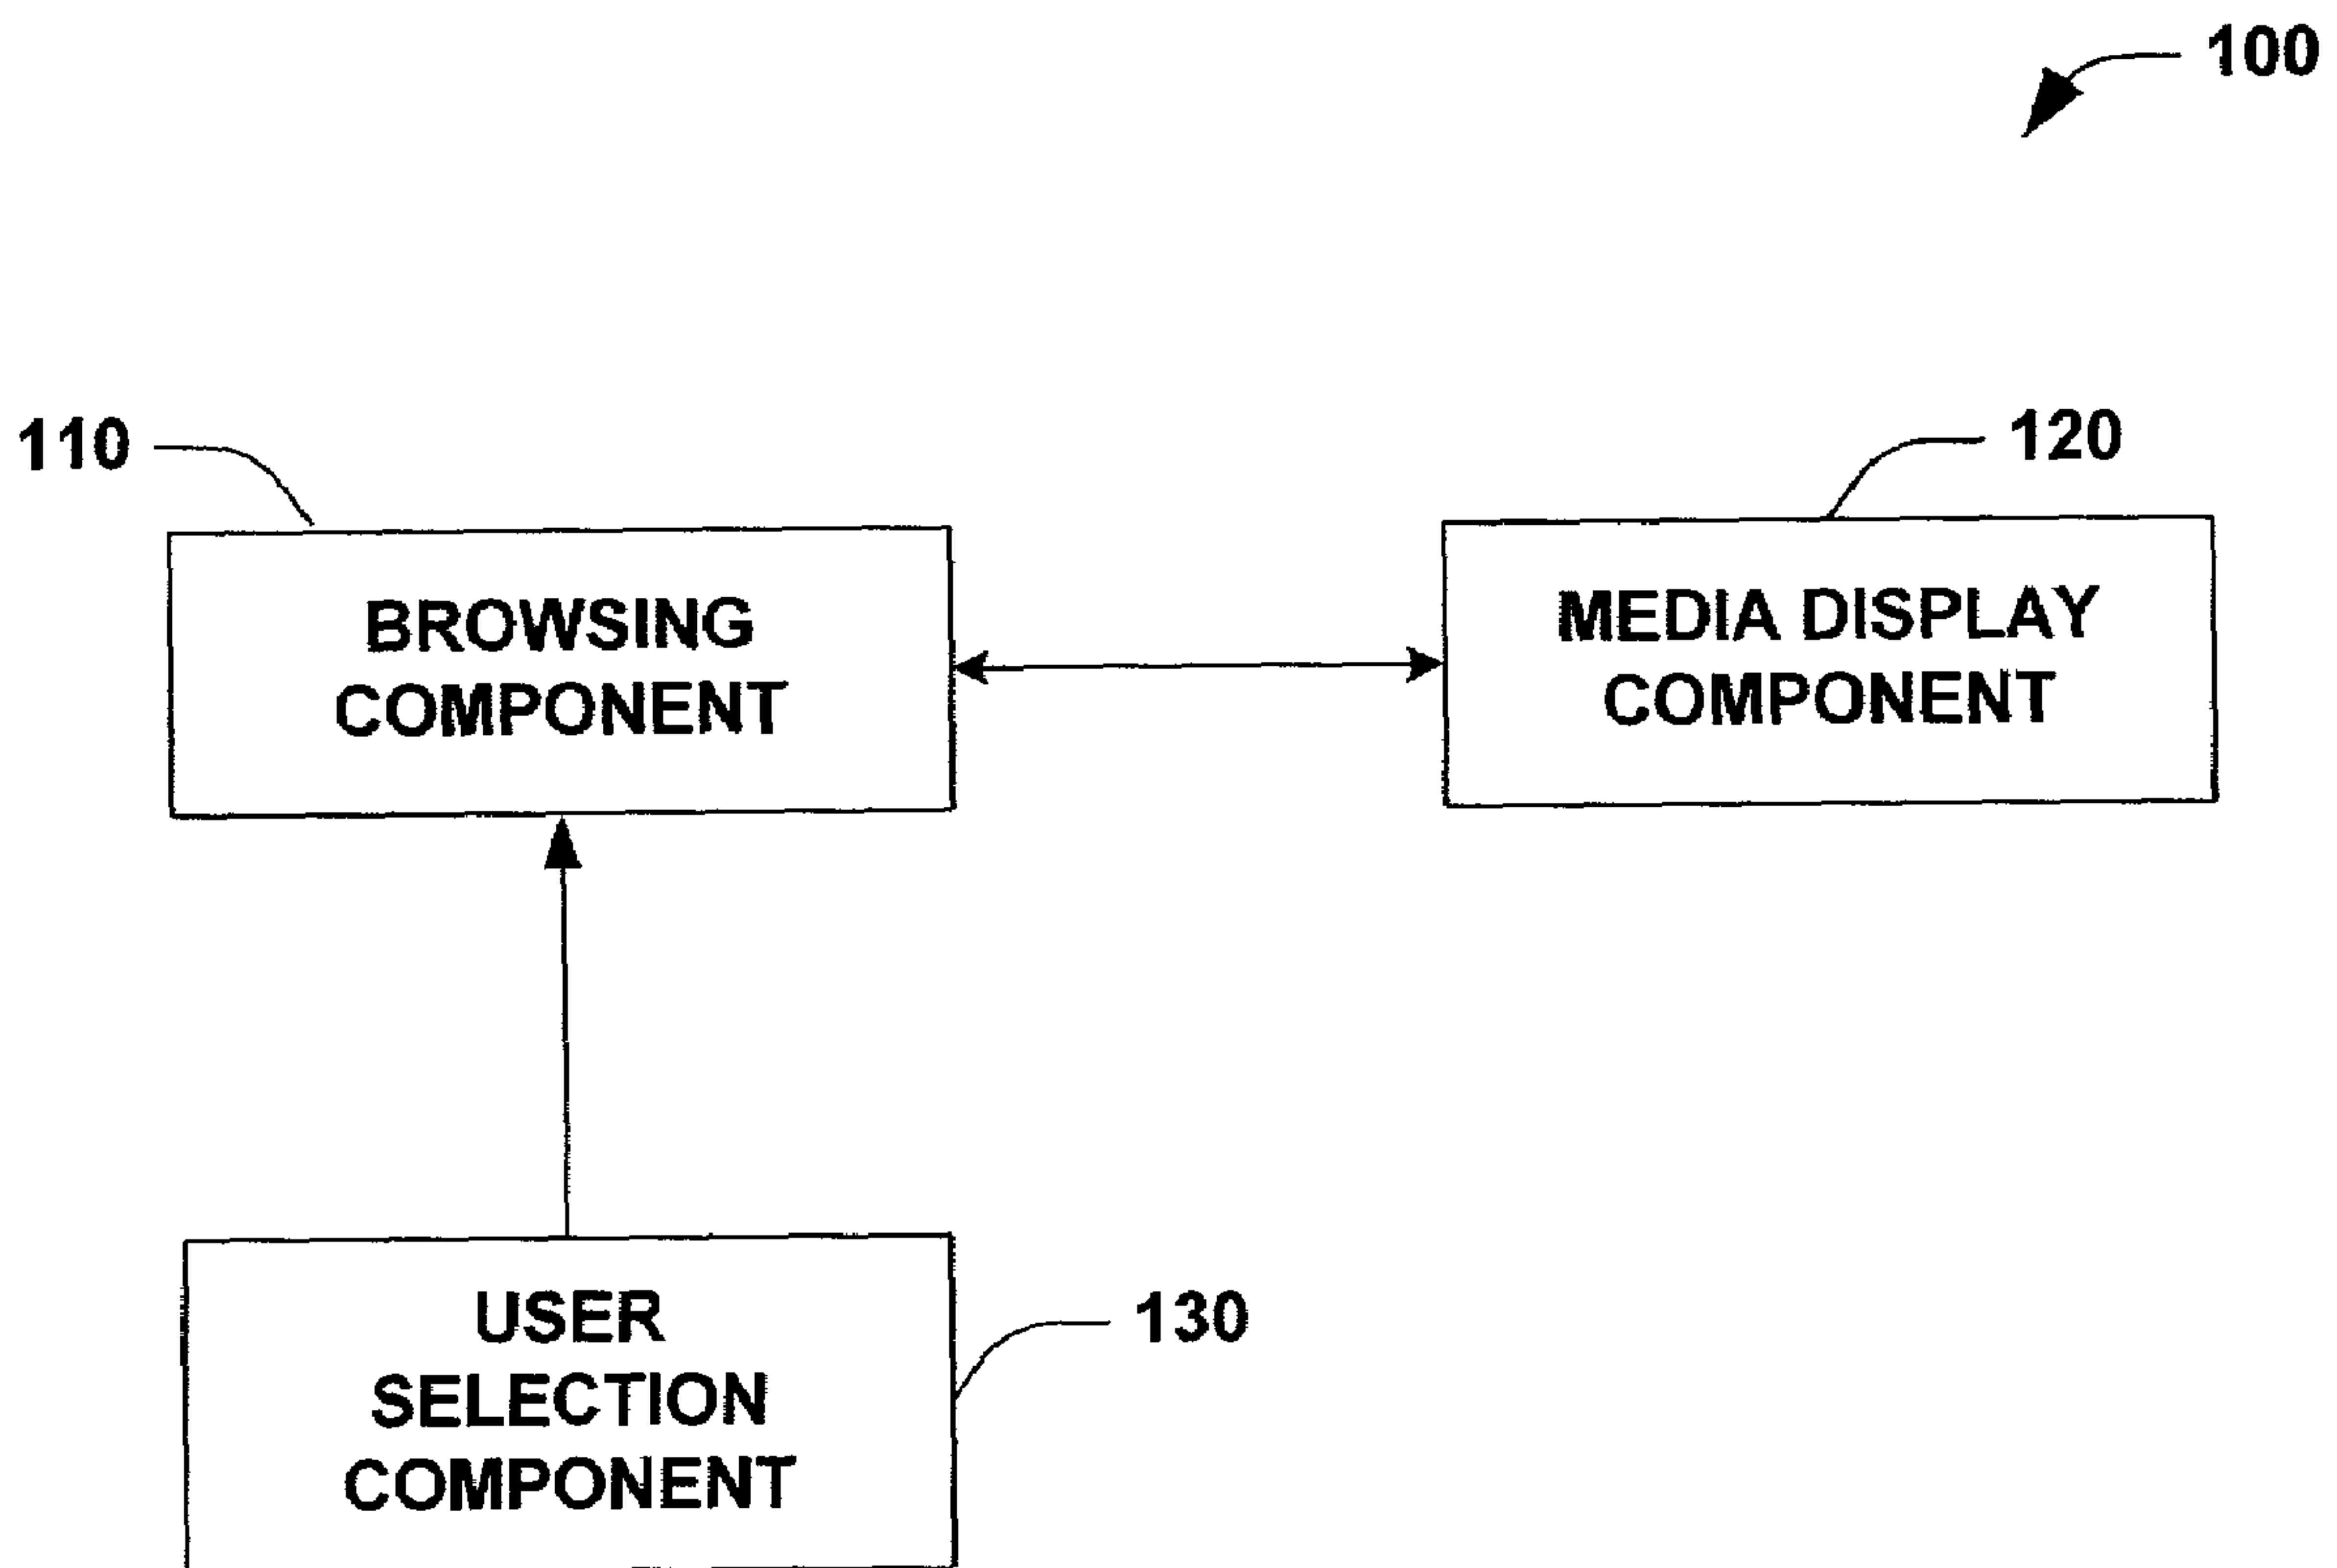 100
110
120
BROWSING
COMPONENT
MEDIA DISPLAY
COMPONENT
USER
SELECTION
COMPONENT
130